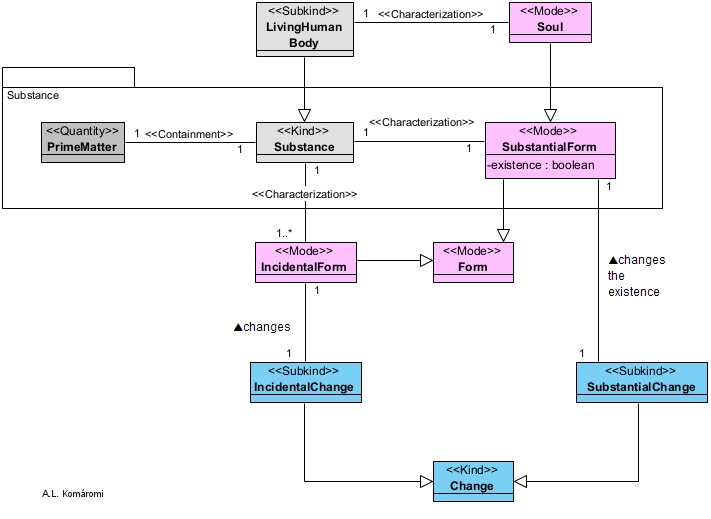 <<Subkind>>
LivingHuman
Body
1
<<Characterization>>
1
<<Mode>>
Soul
Substance
<<Quantity>>
PrimeMatter
1
<<Containment>>
1
<<Kind>>
Substance
1
<<Characterization>>
1
<<Mode>>
SubstantialForm
-existence : boolean
1
<<Characterization>>
1..*
1
▲changes
the
existence
<<Mode>>
IncidentalForm
<<Mode>>
Form
1
▲changes
1
1
<<Subkind>>
IncidentalChange
<<Subkind>>
SubstantialChange
<<Kind>>
Change
A.L. Komáromi